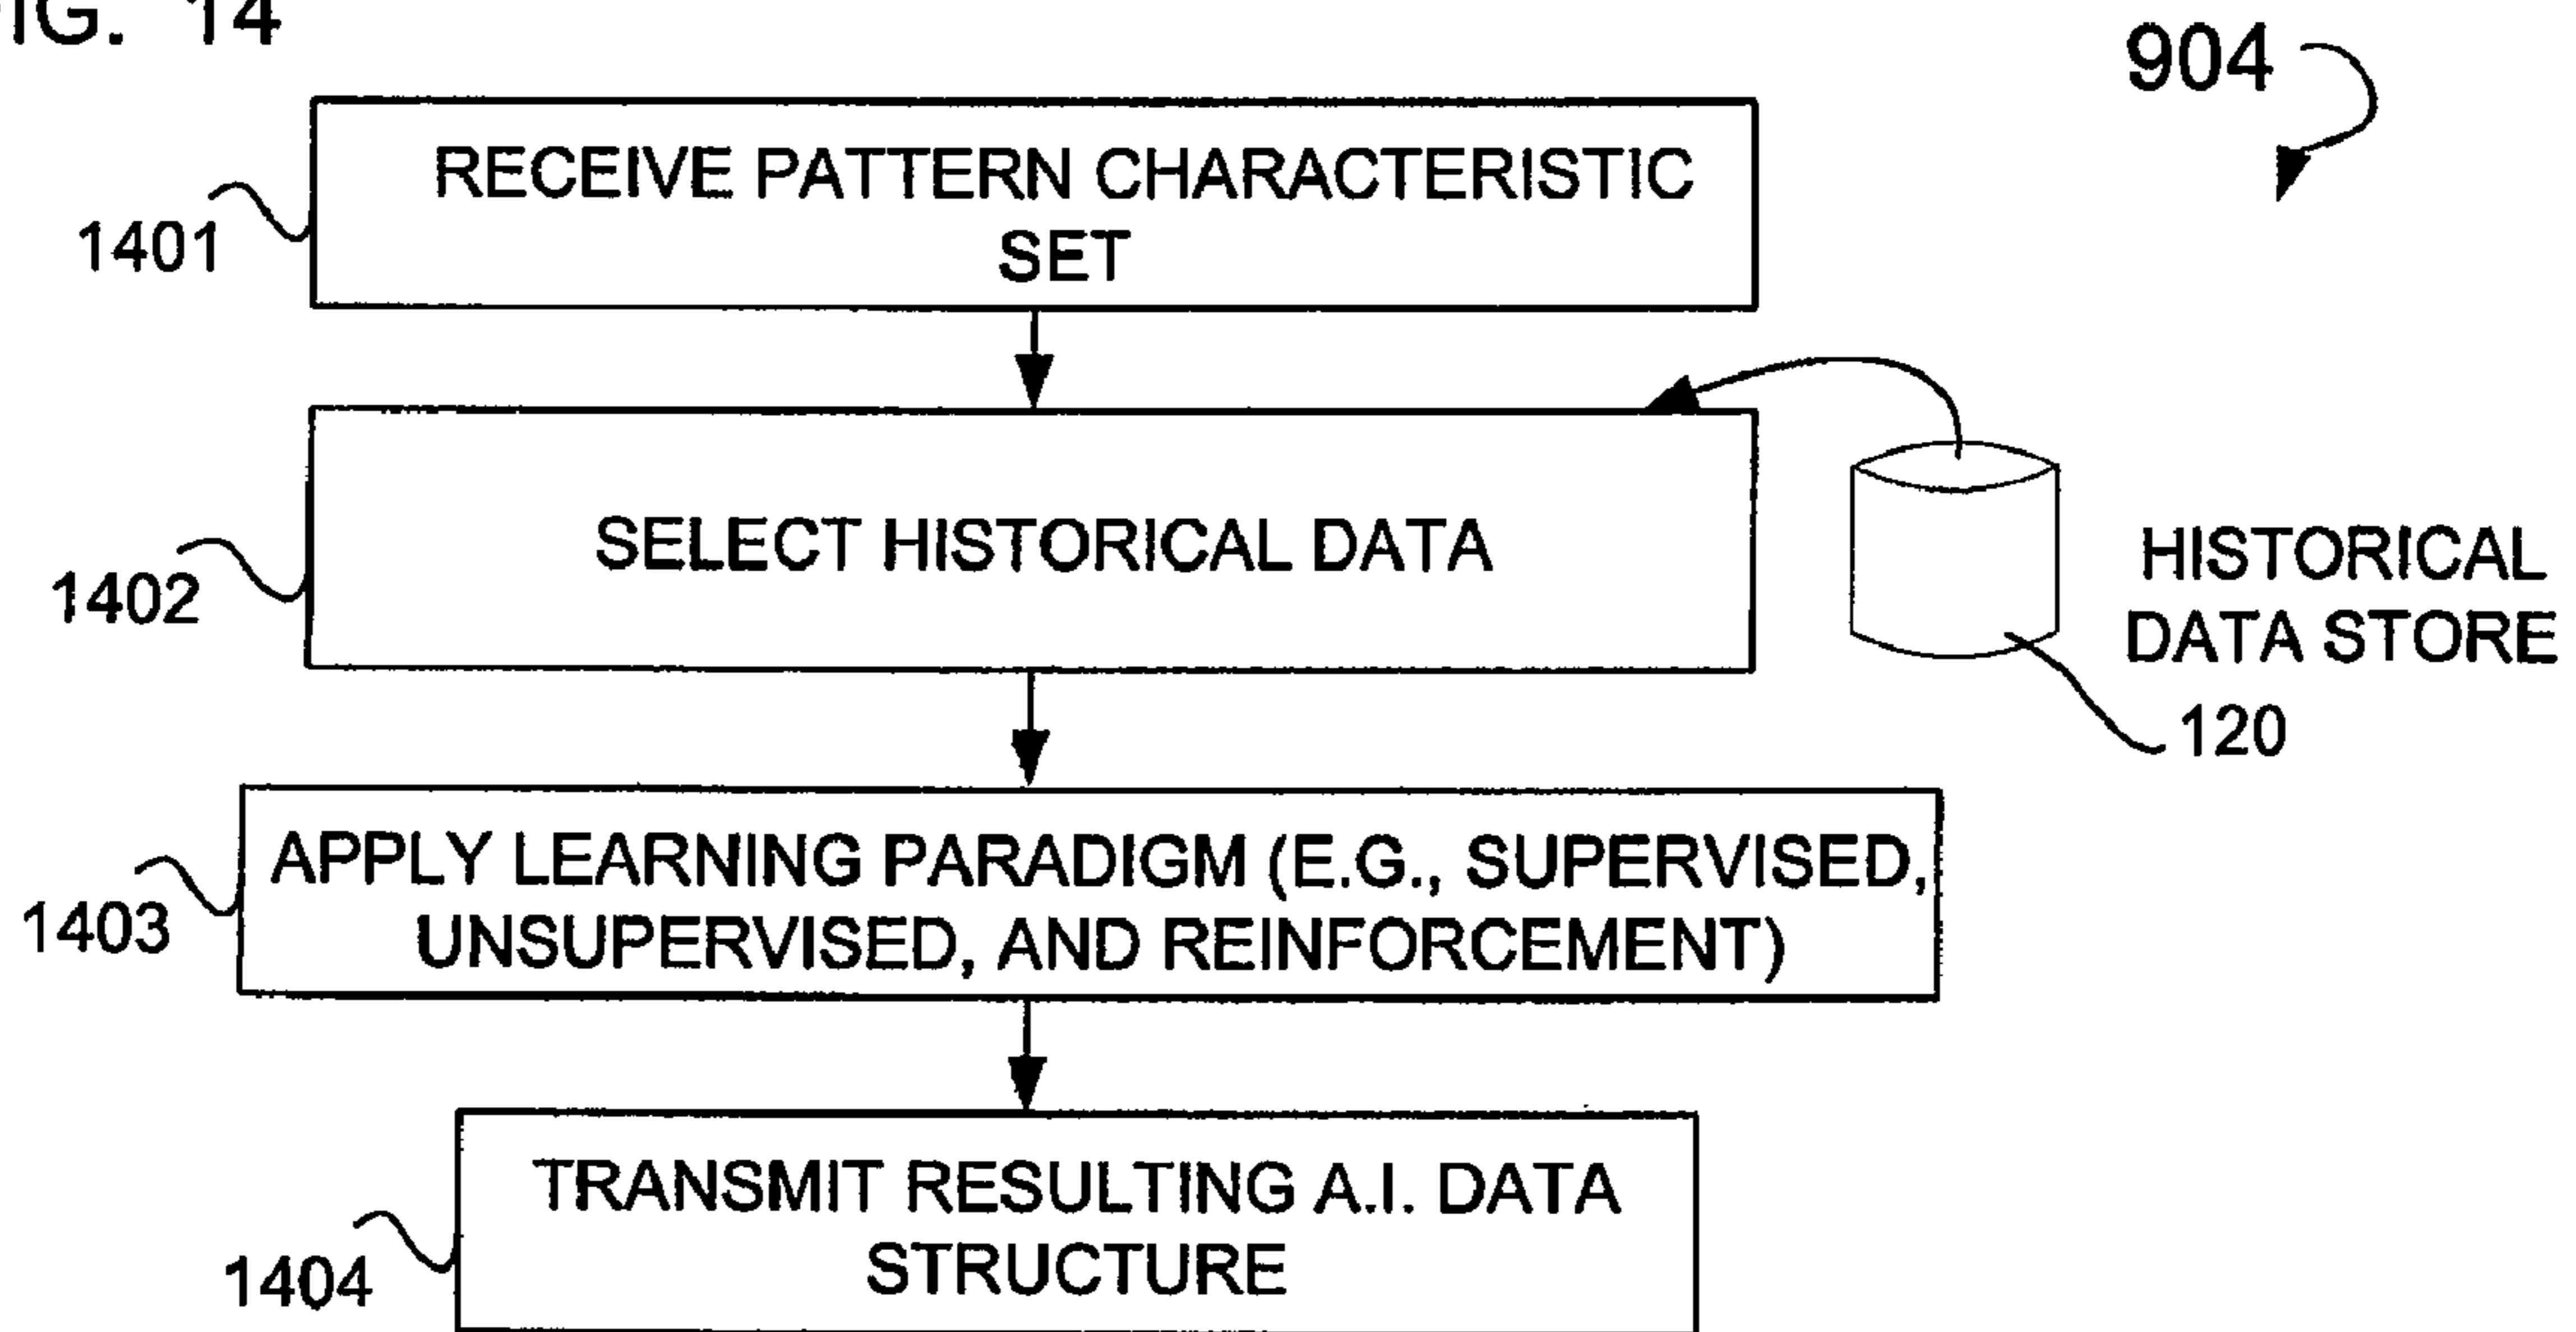 FIG. 14
904
RECEIVE PATTERN CHARACTERISTIC
SET
1401
SELECT HISTORICAL DATA
1402
HISTORICAL
DATA STORE
120
APPLY LEARNING PARADIGM (E.G., SUPERVISED,
UNSUPERVISED, AND REINFORCEMENT)
1403
TRANSMIT RESULTING A.I. DATA
STRUCTURE
1404